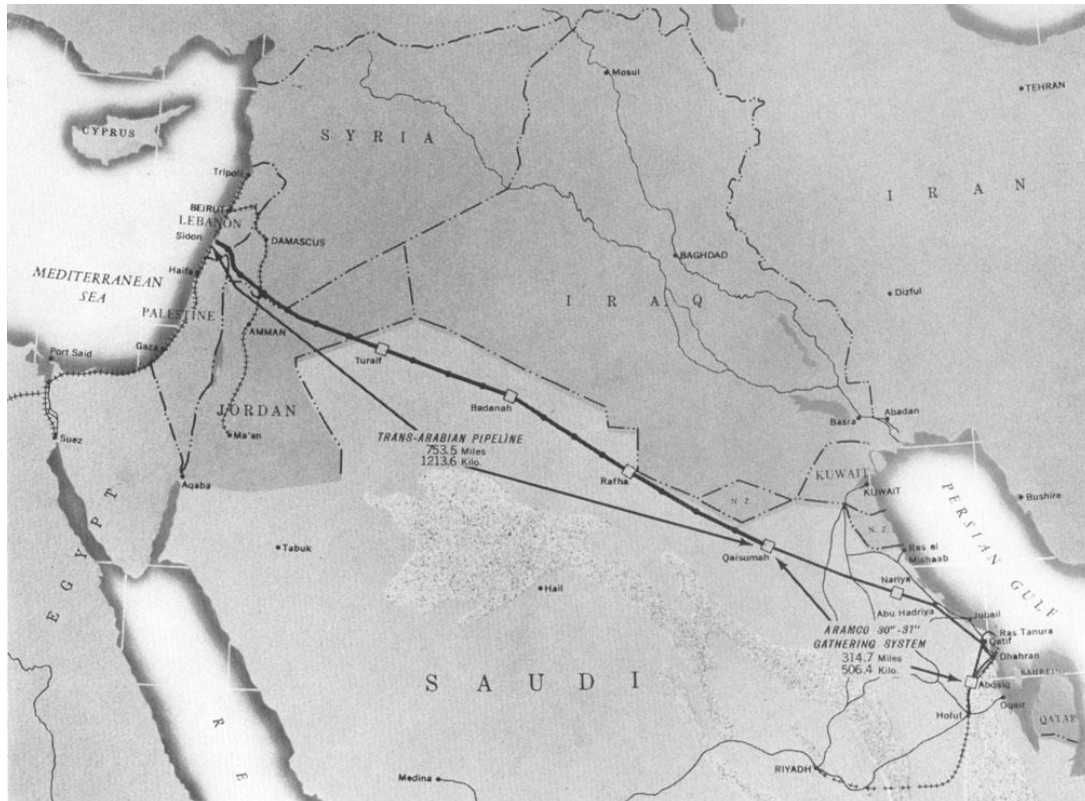 Mosul
TEHRAN
CYPRUS
SYRIA
Tripoli
IRAN
BEIRUT
LEBANON
Sidon
DAMASCUS
BAGHDAD
MEDITERRANEAN
SEA
Haifa
Dizful
IRAQ
PALESTINE
AMMAN
Port Said
Gaza
Turaif
Badanah
JORDAN
Basra
Abadan
Suez
Ma'an
TRANS-ARABIAN PIPELINE
753.5 Miles
1213.6 Kilo.
Aqaba
Rafha
KUWAIT
KUWAIT
N.Z.
PERSIAN GULF
Bushire
EGYPT
N.Z.
Tabuk
Qaisumah
Ras el
Mishaab
Hail
Nariya
Abu Hadriya
Jubail
ARAMCO 30"-31"
GATHERING SYSTEM
314.7 Miles
506.4 Kilo.
Ras Tanura
Qatif
Dhahran
BAHREIN
SAUDI
Abqaiq
Oqair
Hofuf
QATAR
RE
Medina
RIYADH